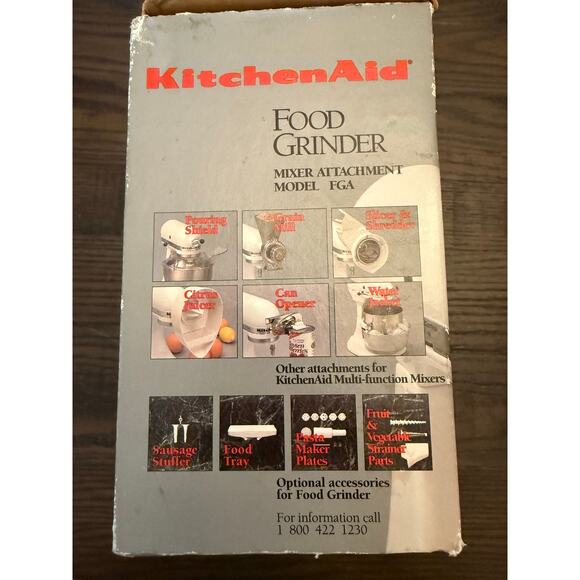 KitchenAid®
FOOD
GRINDER
MIXER ATTACHMENT
MODEL FGA
Pouring
Shield
Grain
Mill
Slicer &
Shredder
Citrus
Juicer
Can
Opener
KitchenAid
Water
Jacket
Other attachments for
KitchenAid Multi-function Mixers
Sausage
Stuffer
Food
Tray
Pasta
Maker
Plates
Fruit
&
Vegetable
Strainer
Parts
Optional accessories
for Food Grinder
For information call
1 800 422 1230